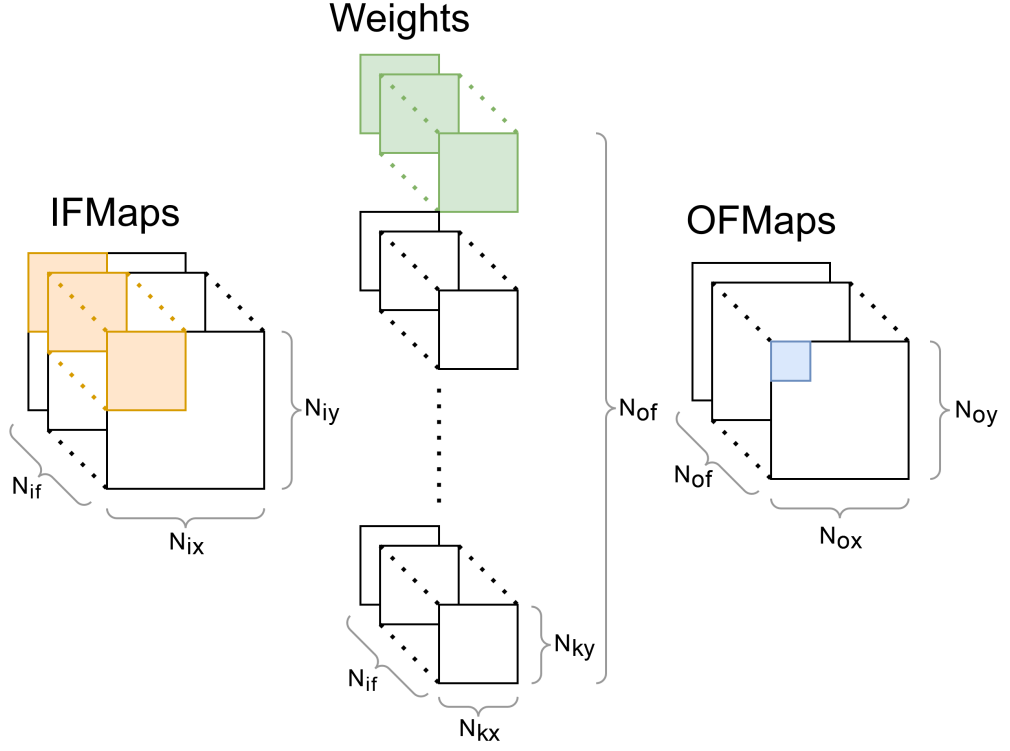 Weights
IFMaps
OFMaps
Niy
Nof
Noy
Nif
Nof
Nix
Nox
Nky
Nif
Nkx